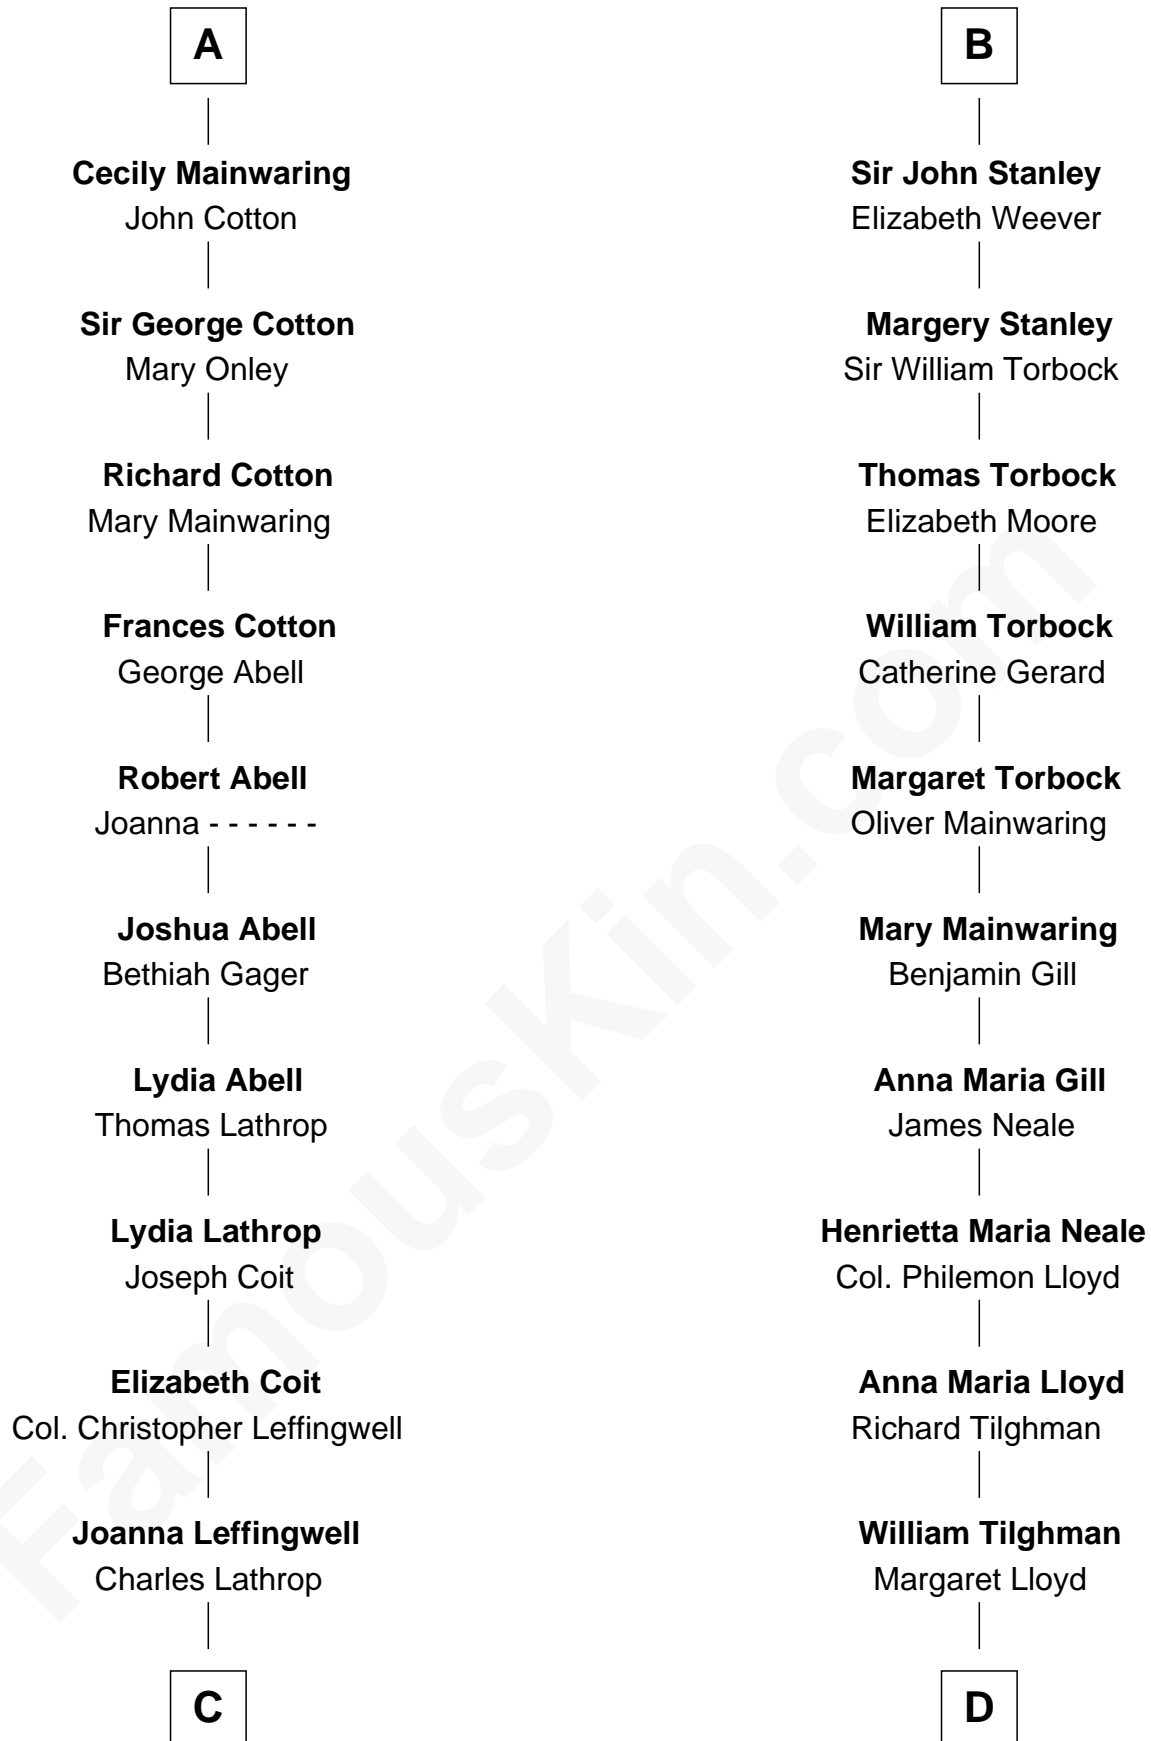 A
Cecily Mainwaring
John Cotton
Sir George Cotton
Mary Onley
Richard Cotton
Mary Mainwaring
Frances Cotton
George Abell
Robert Abell
Joanna - - - - - -
Joshua Abell
Bethiah Gager
Lydia Abell
Thomas Lathrop
Lydia Lathrop
Joseph Coit
Elizabeth Coit
Col. Christopher Leffingwell
Joanna Leffingwell
Charles Lathrop
C
B
Sir John Stanley
Elizabeth Weever
Margery Stanley
Sir William Torbock
Thomas Torbock
Elizabeth Moore
William Torbock
Catherine Gerard
Margaret Torbock
Oliver Mainwaring
Mary Mainwaring
Benjamin Gill
Anna Maria Gill
James Neale
Henrietta Maria Neale
Col. Philemon Lloyd
Anna Maria Lloyd
Richard Tilghman
William Tilghman
Margaret Lloyd
D
FamousKin.com